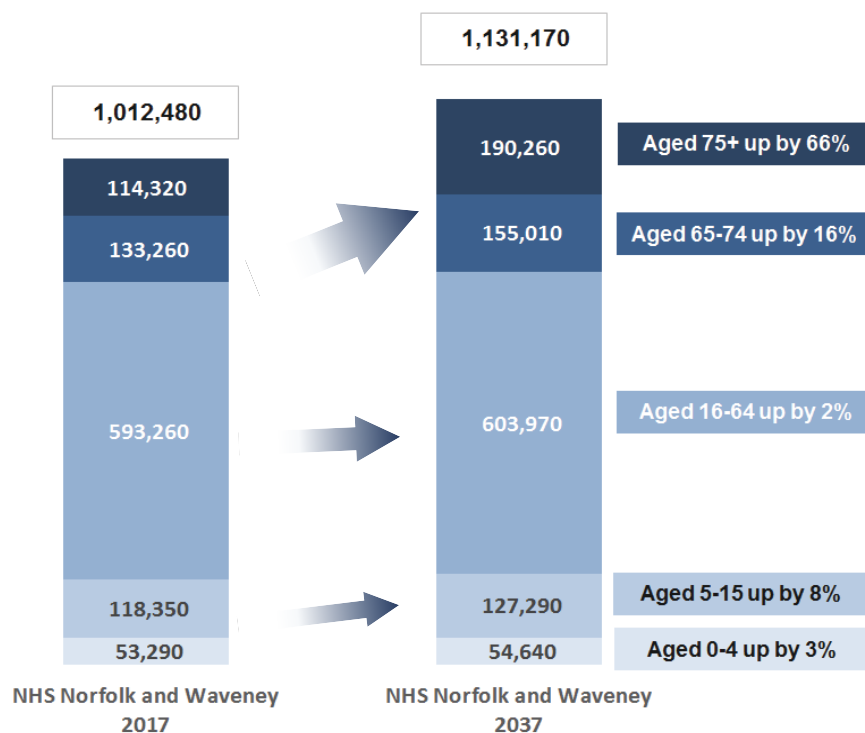 1,131,170
1,012,480
190,260
Aged 75+ up by 66%
114,320
155,010
Aged 65-74 up by 16%
133,260
593,260
603,970
Aged 16-64 up by 2%
118,350
127,290
Aged 5-15 up by 8%
53,290
54,640
Aged 0-4 up by 3%
NHS Norfolk and Waveney
2017
NHS Norfolk and Waveney
2037